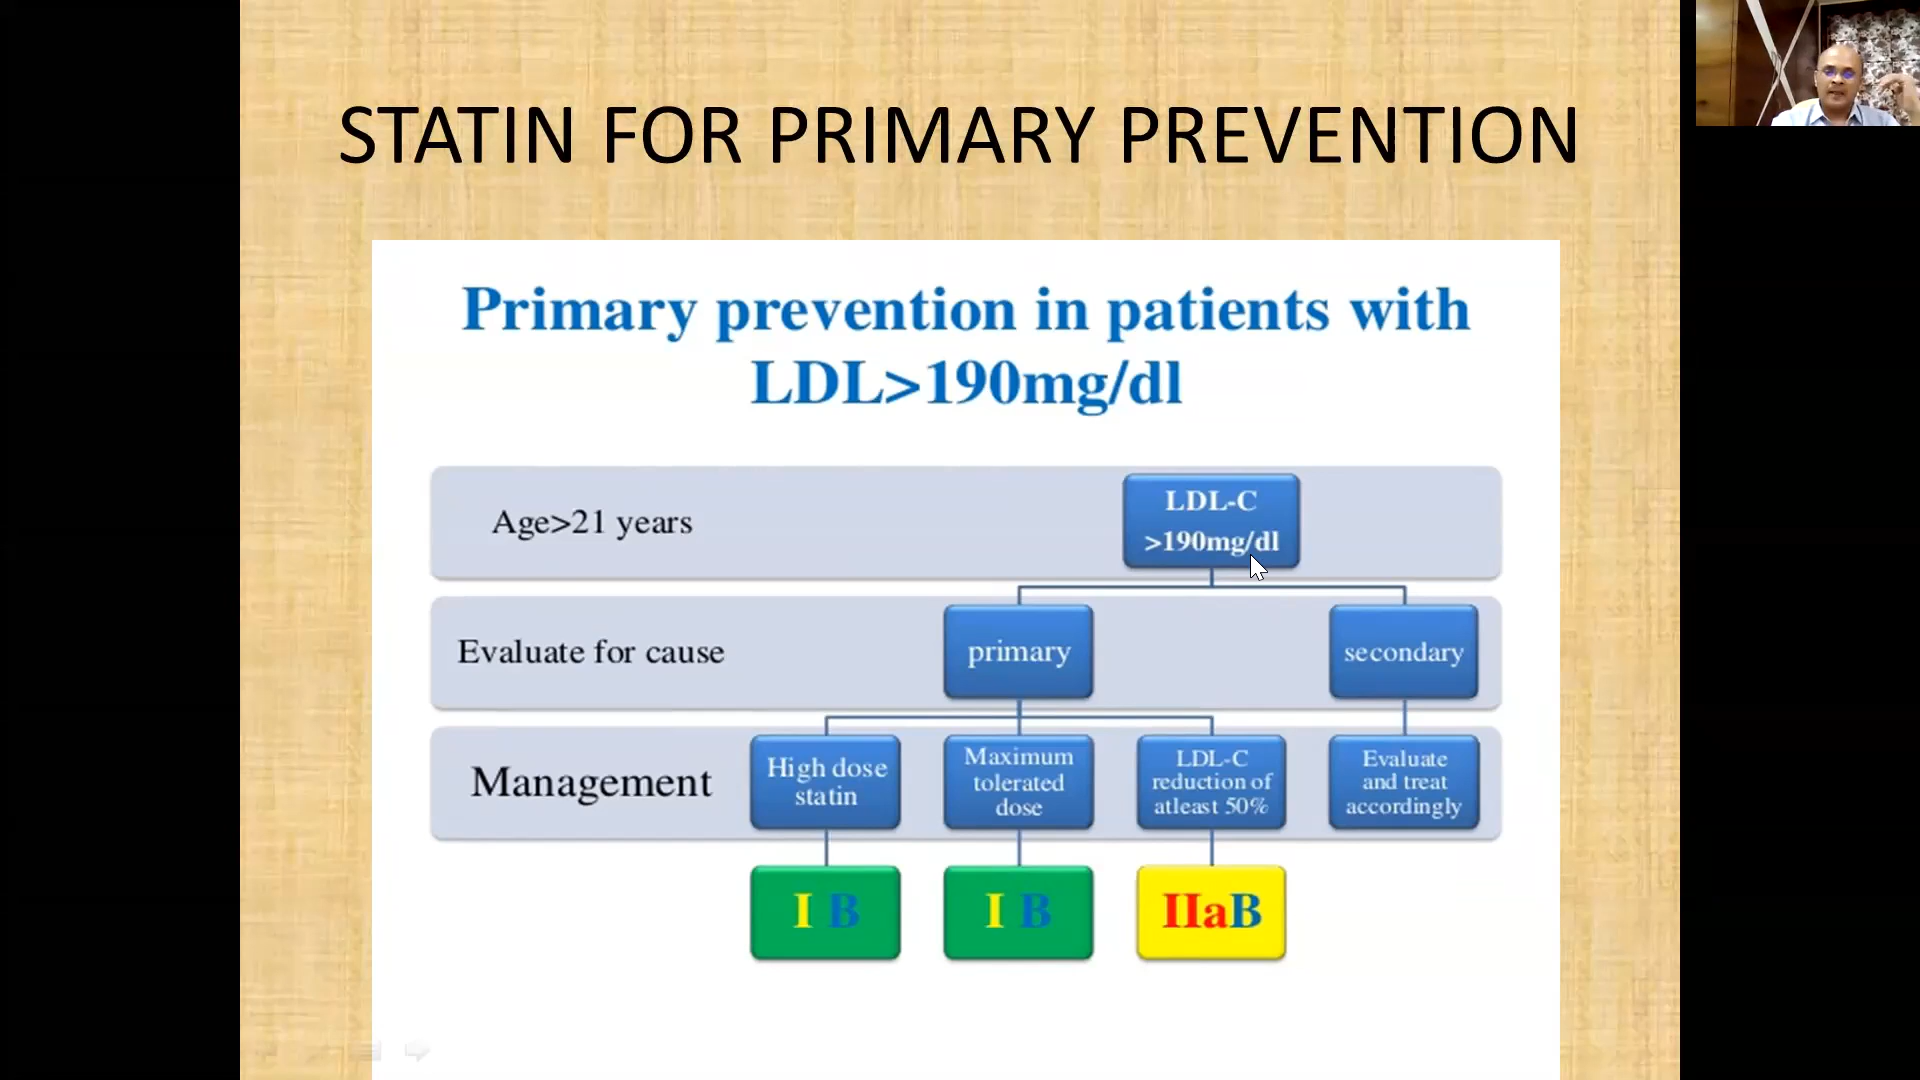 STATIN FOR PRIMARY PREVENTION
Primary prevention in patients with
LDL>190mg/dl
Age>21 years
LDL-C
>190mg/dl
Evaluate for cause
primary
secondary
Management
High dose
statin
Maximum
tolerated
dose
LDL-C
reduction of
atleast 50%
Evaluate
and treat
accordingly
I B
I B
IIaB